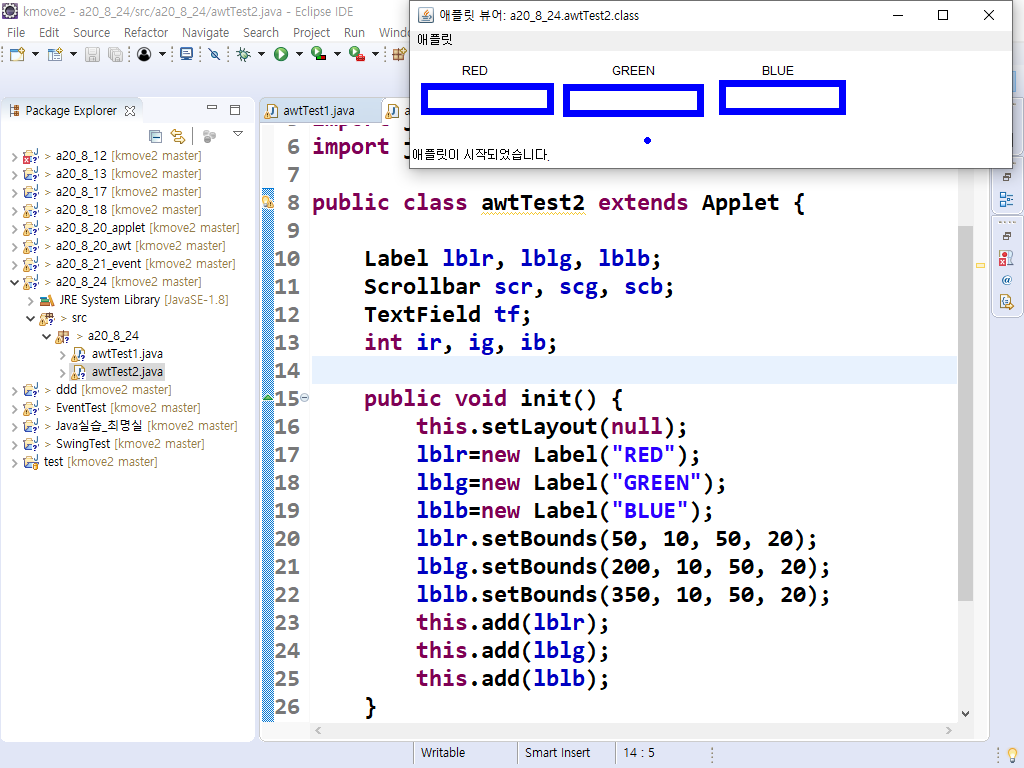 kmove2 - a20_8_24/src/a20_8_24/awtTest2.java - Eclipse IDE
File Edit Source Refactor Navigate Search Project Run
애플릿 뷰어: a20_8_24.awtTest2.class
애플릿
RED GREEN BLUE
애플릿이 시작되었습니다.
Package Explorer
> a20_8_12 [kmove2 master]
> a20_8_13 [kmove2 master]
> a20_8_17 [kmove2 master]
> a20_8_18 [kmove2 master]
> a20_8_20_applet [kmove2 master]
> a20_8_20_awt [kmove2 master]
> a20_8_21_event [kmove2 master]
> a20_8_24 [kmove2 master]
JRE System Library [JavaSE-1.8]
> src
> a20_8_24
awtTest1.java
awtTest2.java
> ddd [kmove2 master]
> EventTest [kmove2 master]
> Java실습_최명실 [kmove2 master]
> SwingTest [kmove2 master]
test [kmove2 master]
awtTest1.java
6 import
7
8 public class awtTest2 extends Applet {
9
10 Label lblr, lblg, lblb;
11 Scrollbar scr, scg, scb;
12 TextField tf;
13 int ir, ig, ib;
14
15 public void init() {
16 this.setLayout(null);
17 lblr=new Label("RED");
18 lblg=new Label("GREEN");
19 lblb=new Label("BLUE");
20 lblr.setBounds(50, 10, 50, 20);
21 lblg.setBounds(200, 10, 50, 20);
22 lblb.setBounds(350, 10, 50, 20);
23 this.add(lblr);
24 this.add(lblg);
25 this.add(lblb);
26 }
Writable Smart Insert 14 : 5